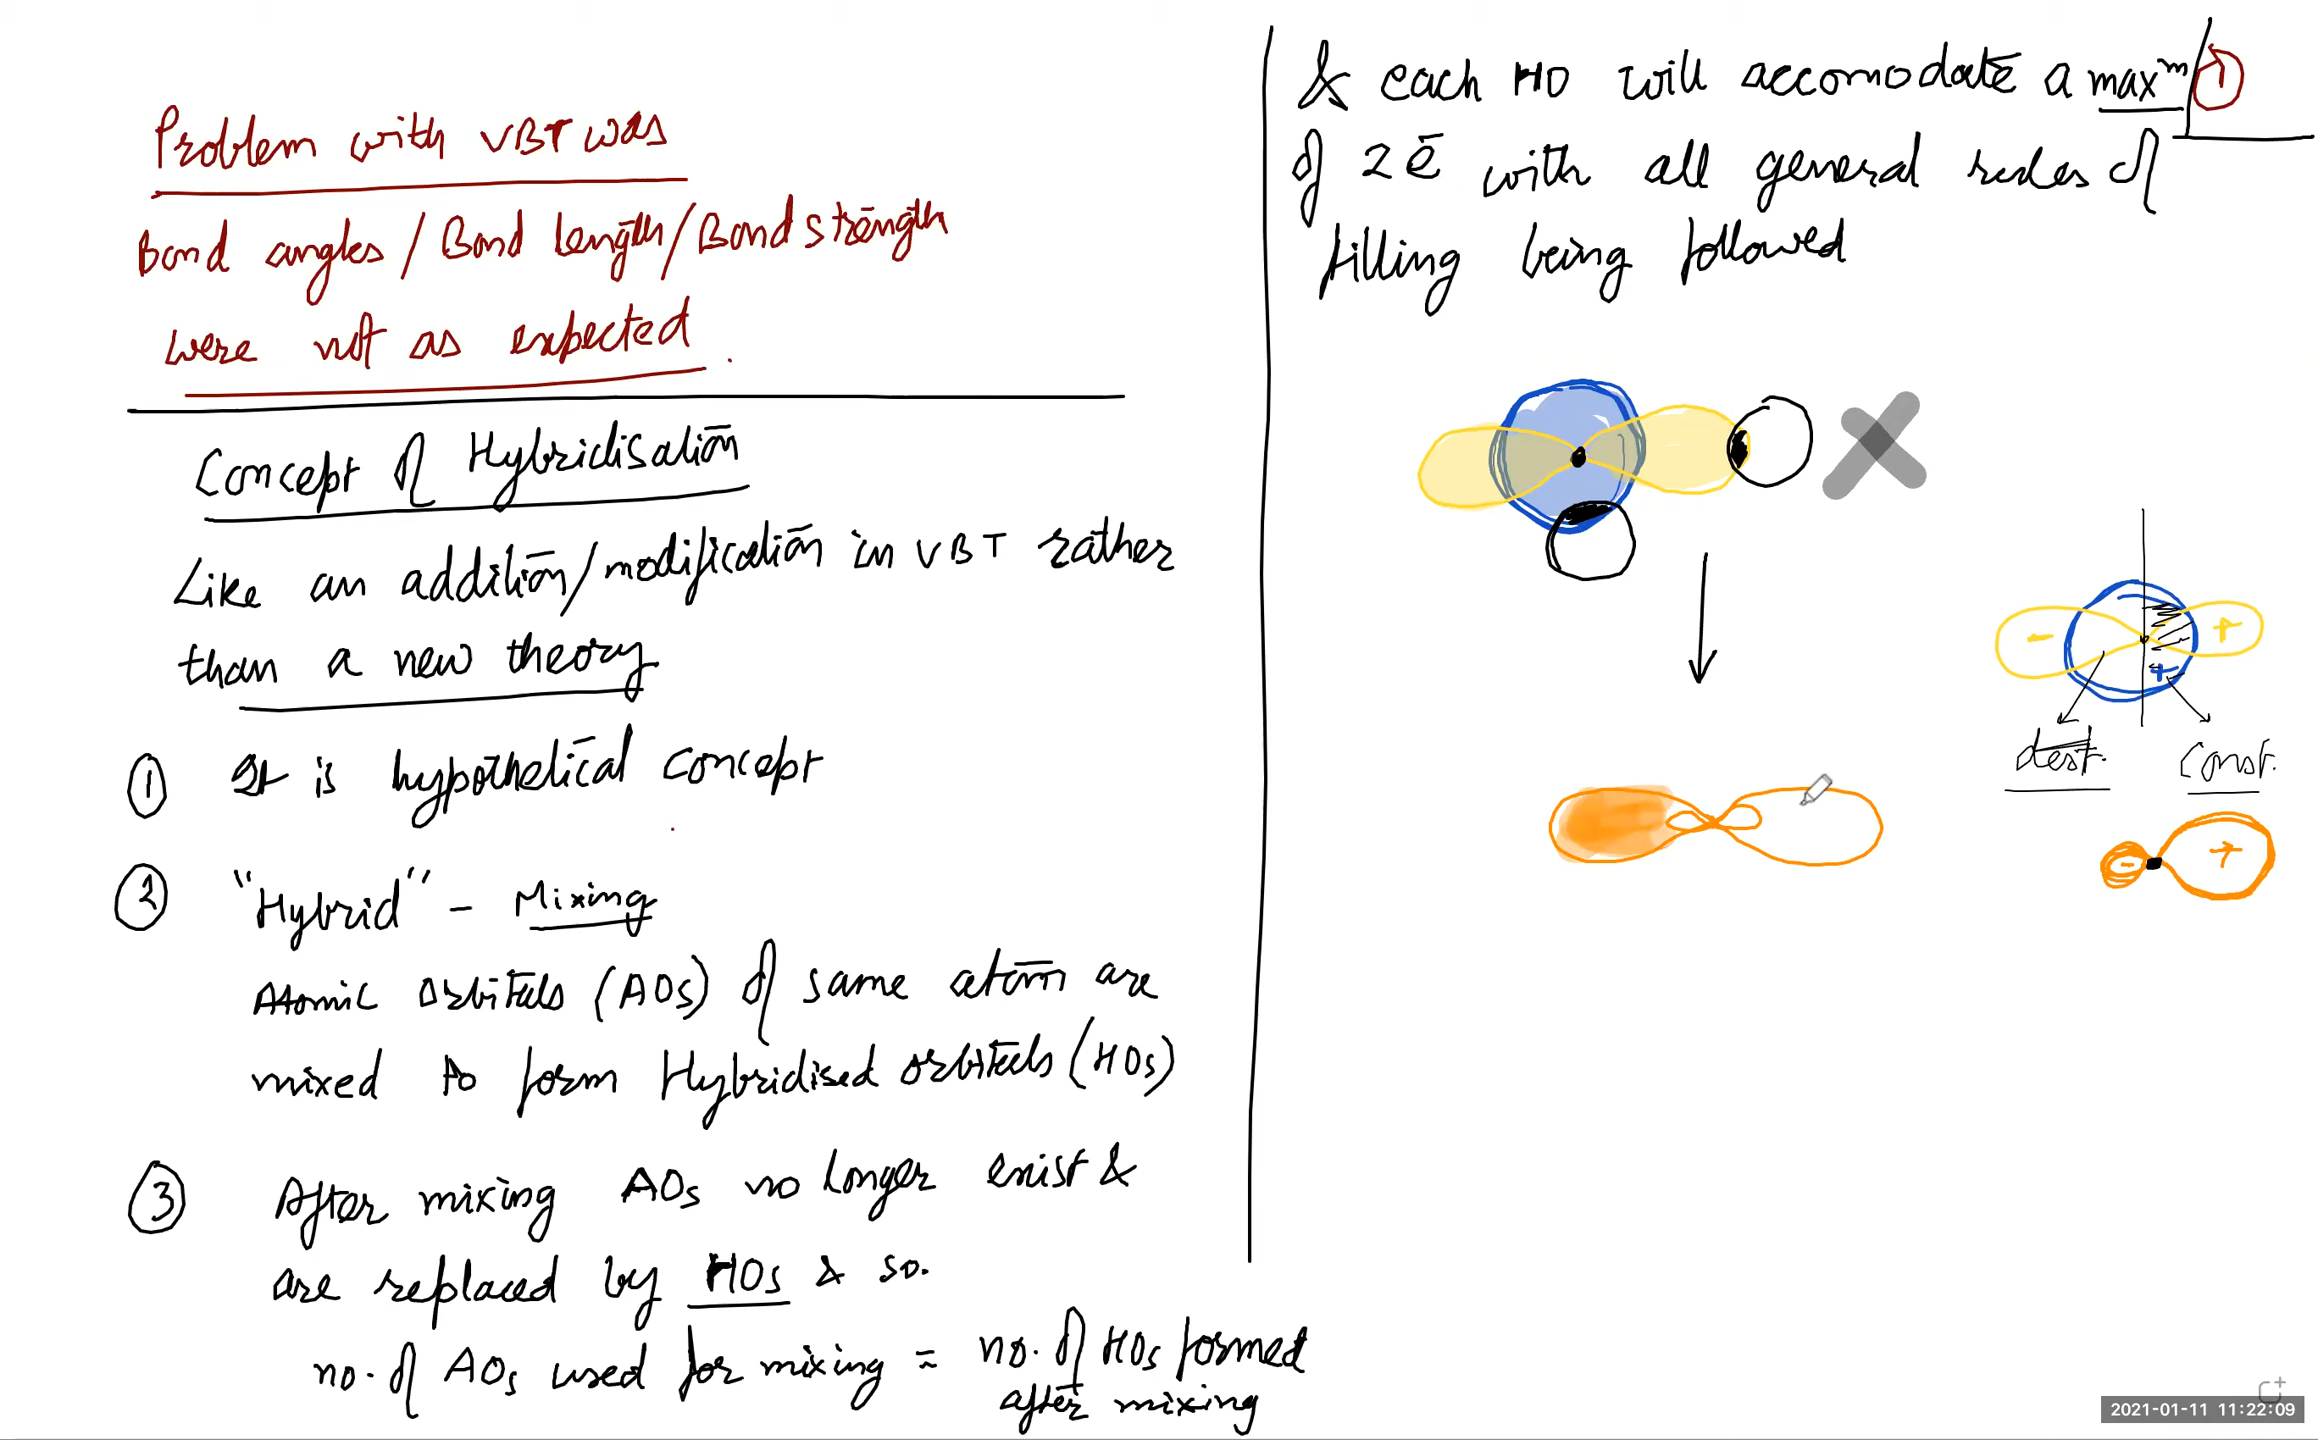 Problem with VBT was
Bond angles / Bond length / Bond strength
were not as expected.
Concept of Hybridisation
Like an addition/modification in VBT rather
than a new theory
① It is hypothetical concept
② "Hybrid" - Mixing
Atomic orbitals (AOs) of same atom are
mixed to form Hybridised orbitals (HOs)
③ After mixing AOs no longer exist &
are replaced by HOs & so.
no. of AOs used for mixing = no. of HOs formed
after mixing
& each HO will accomodate a maxᵐ
of 2ē with all general rules of
filling being followed
- +
+
dest. const.
- +
2021-01-11 11:22:09